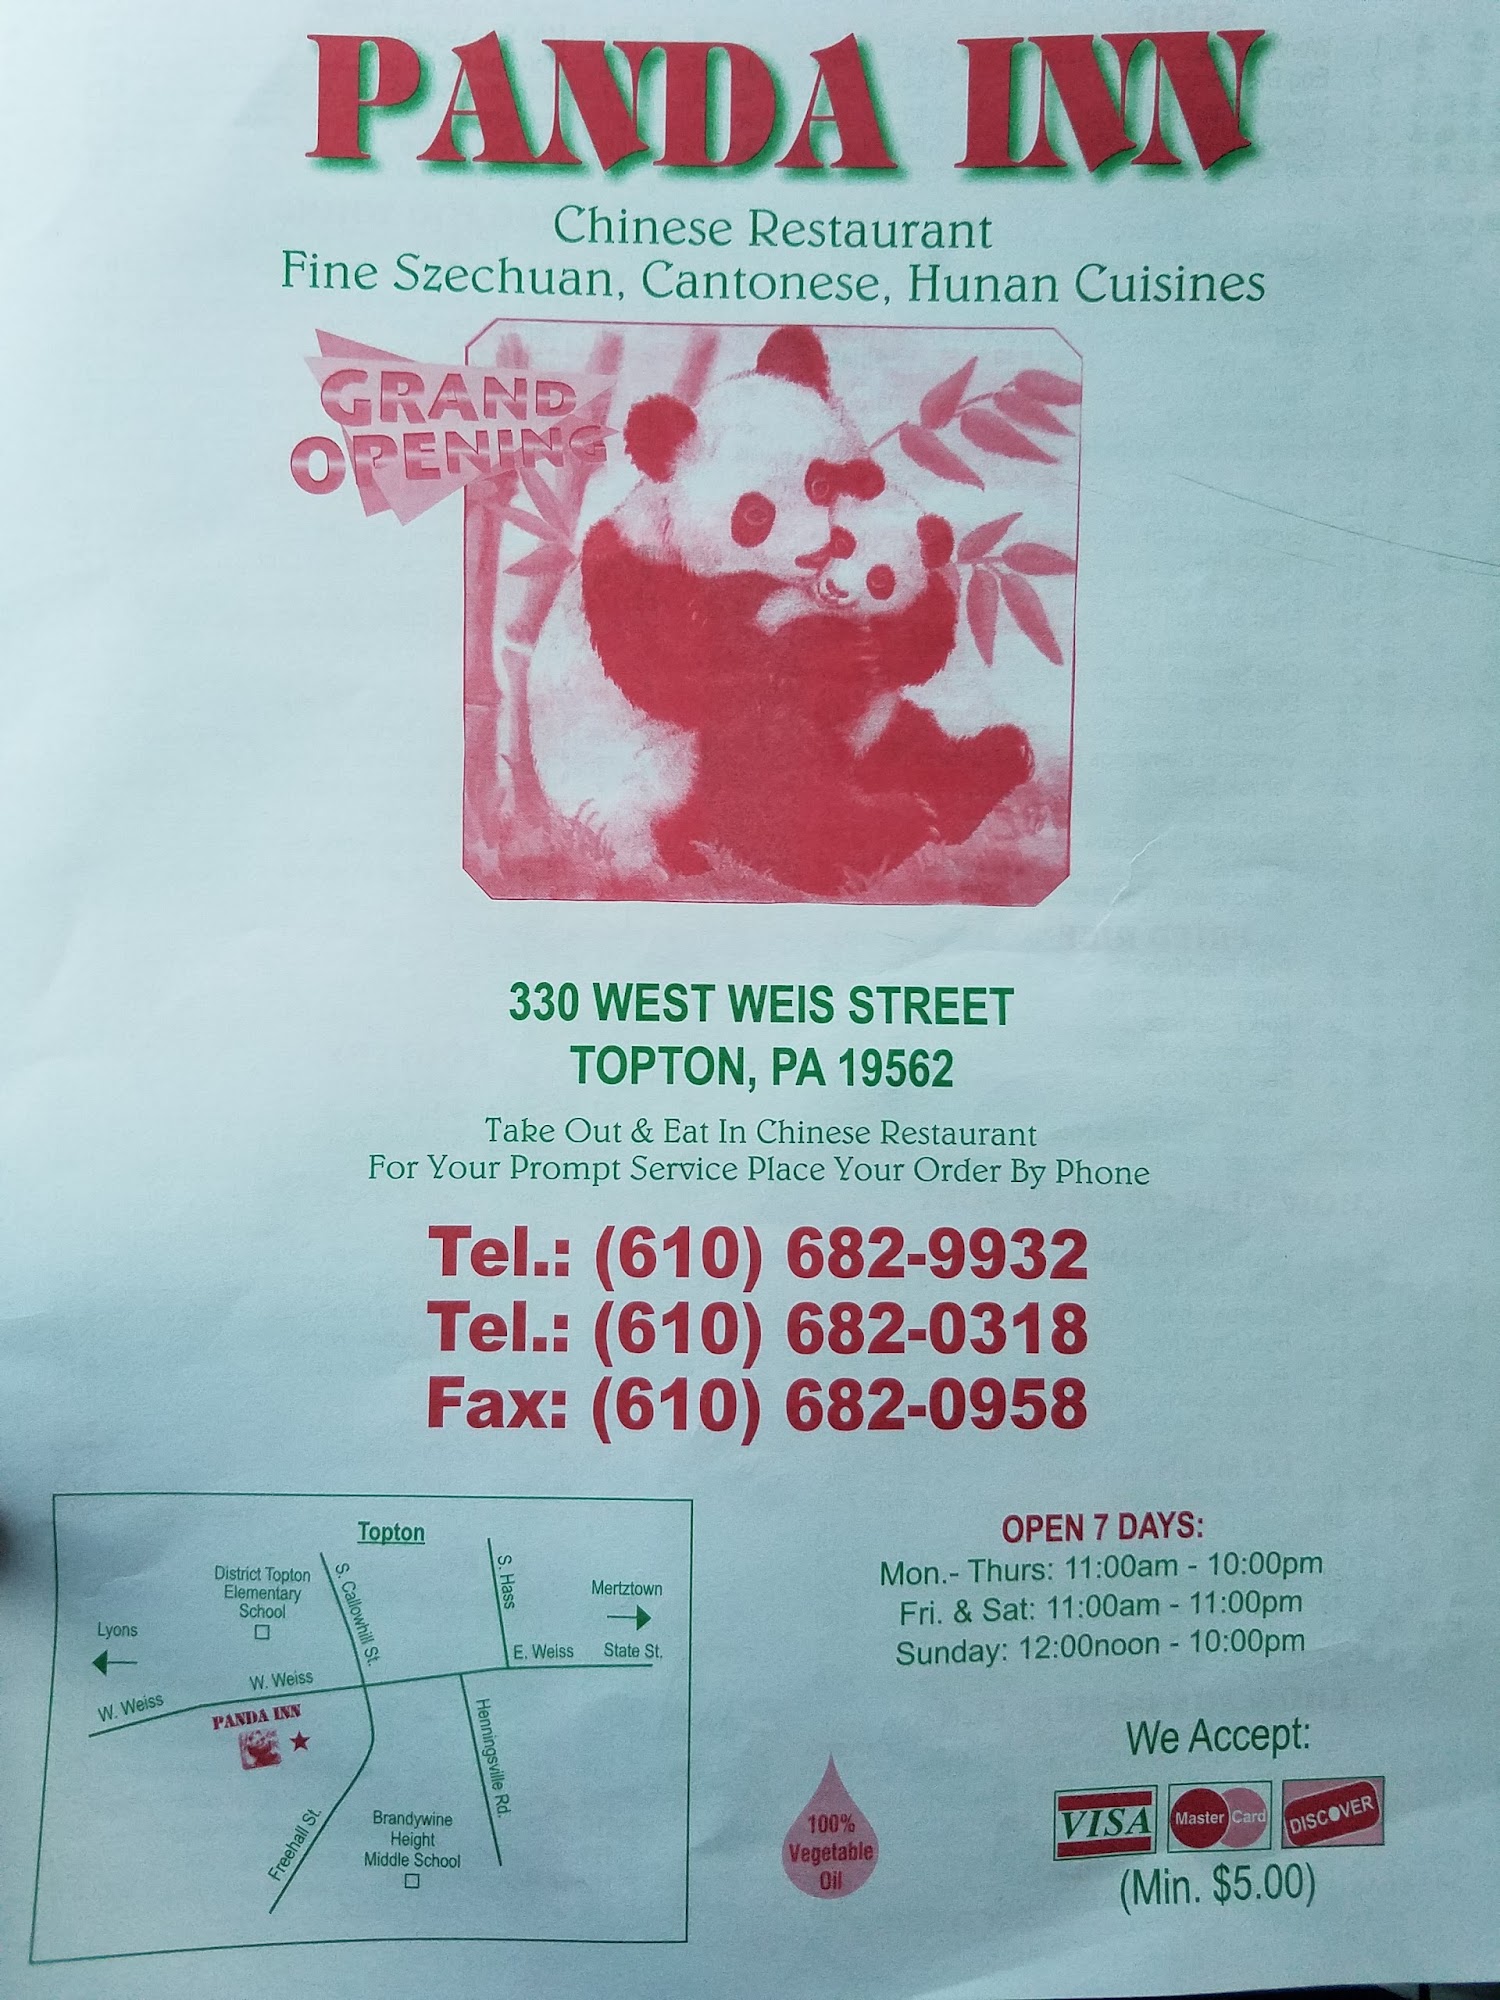 PANDA INN
Chinese Restaurant
Fine Szechuan, Cantonese, Hunan Cuisines
GRAND
OPENING
330 WEST WEIS STREET
TOPTON, PA 19562
Take Out & Eat In Chinese Restaurant
For Your Prompt Service Place Your Order By Phone
Tel.: (610) 682-9932
Tel.: (610) 682-0318
Fax: (610) 682-0958
Topton
District Topton
Elementary
School
S. Callowhill St.
S. Hass
Mertztown
Lyons
E. Weiss
State St.
W. Weiss
W. Weiss
PANDA INN
Henningsville Rd.
Freehall St.
Brandywine
Height
Middle School
OPEN 7 DAYS:
Mon.- Thurs: 11:00am - 10:00pm
Fri. & Sat: 11:00am - 11:00pm
Sunday: 12:00noon - 10:00pm
We Accept:
VISA
Master Card
DISCOVER
(Min. $5.00)
100%
Vegetable
Oil